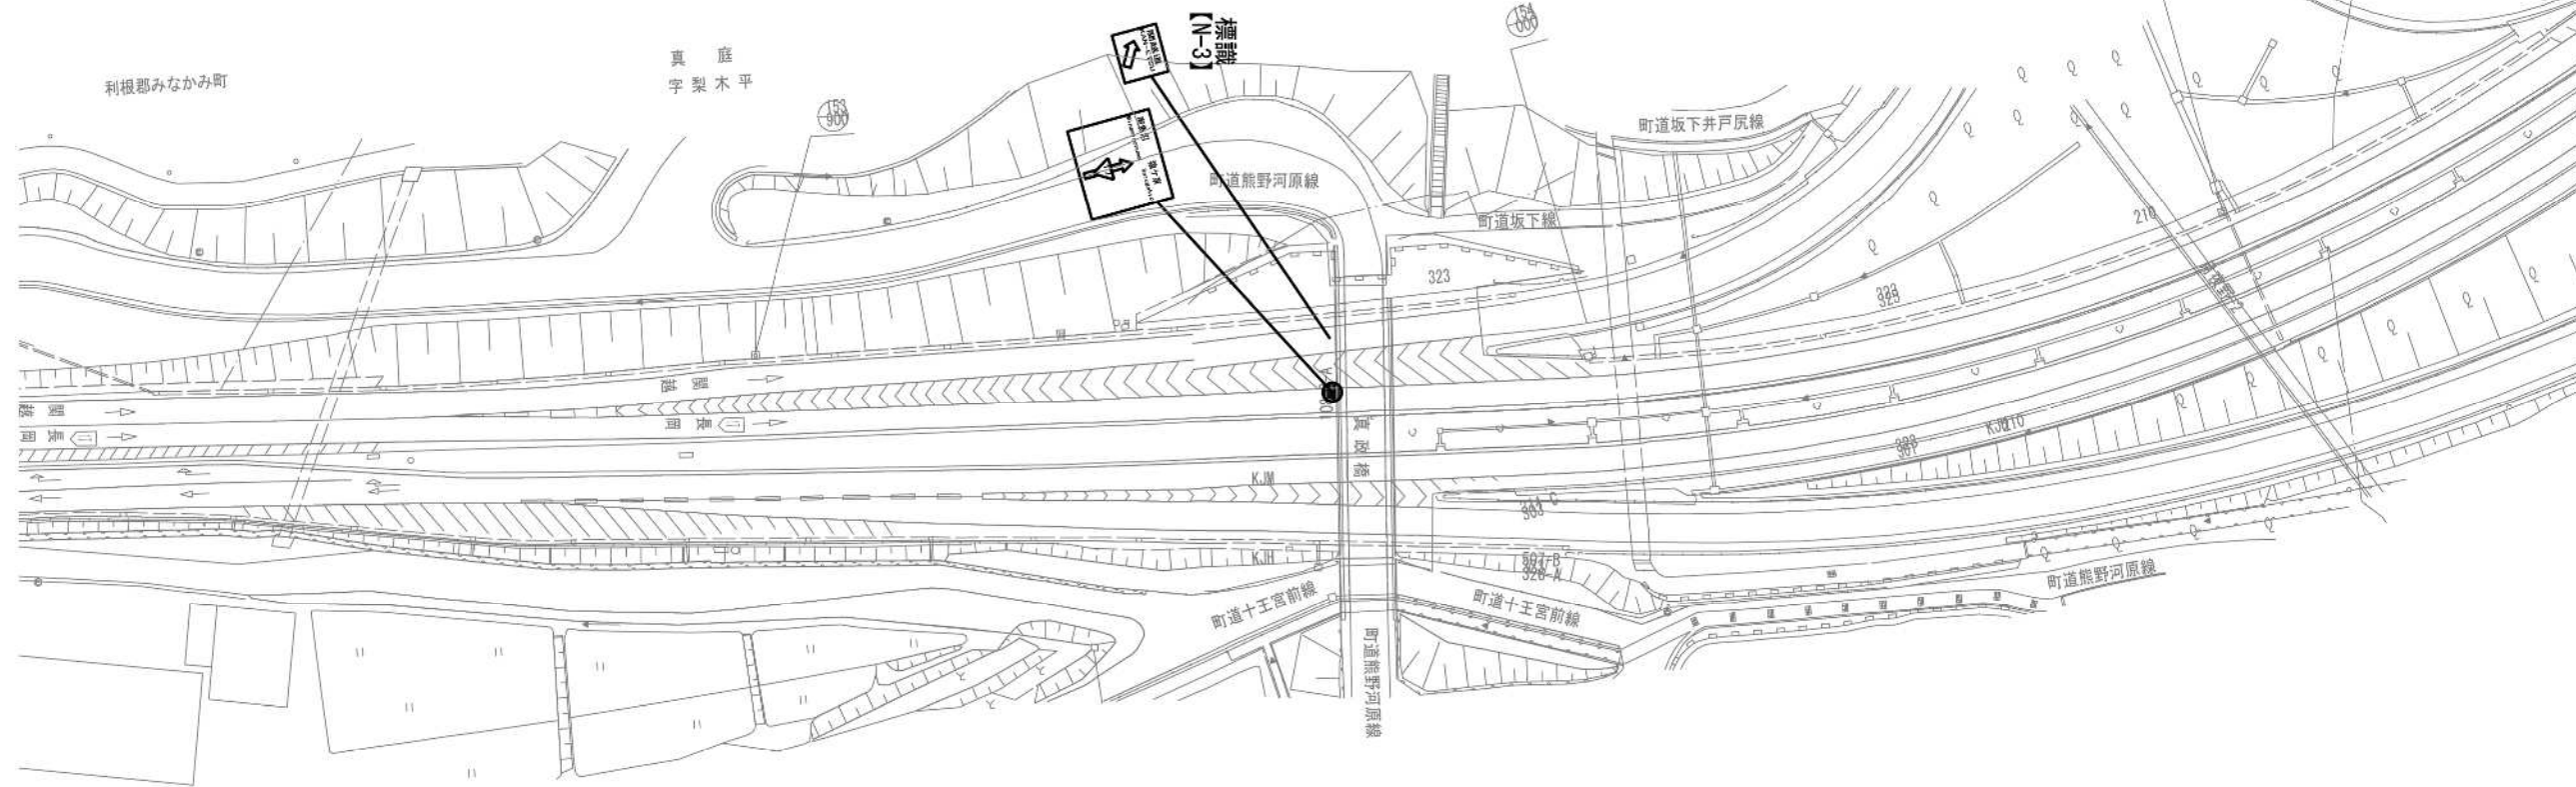 利根郡みなかみ町
真庭
字梨木平
153
900
標識
【N-3】
154
000
町道熊野河原線
町道坂下井戸尻線
町道坂下線
323
210
関越
長岡
17
関越
長岡
17
真政橋
KJM
KJH
町道十王宮前線
町道十王宮前線
町道熊野河原線
町道熊野河原線